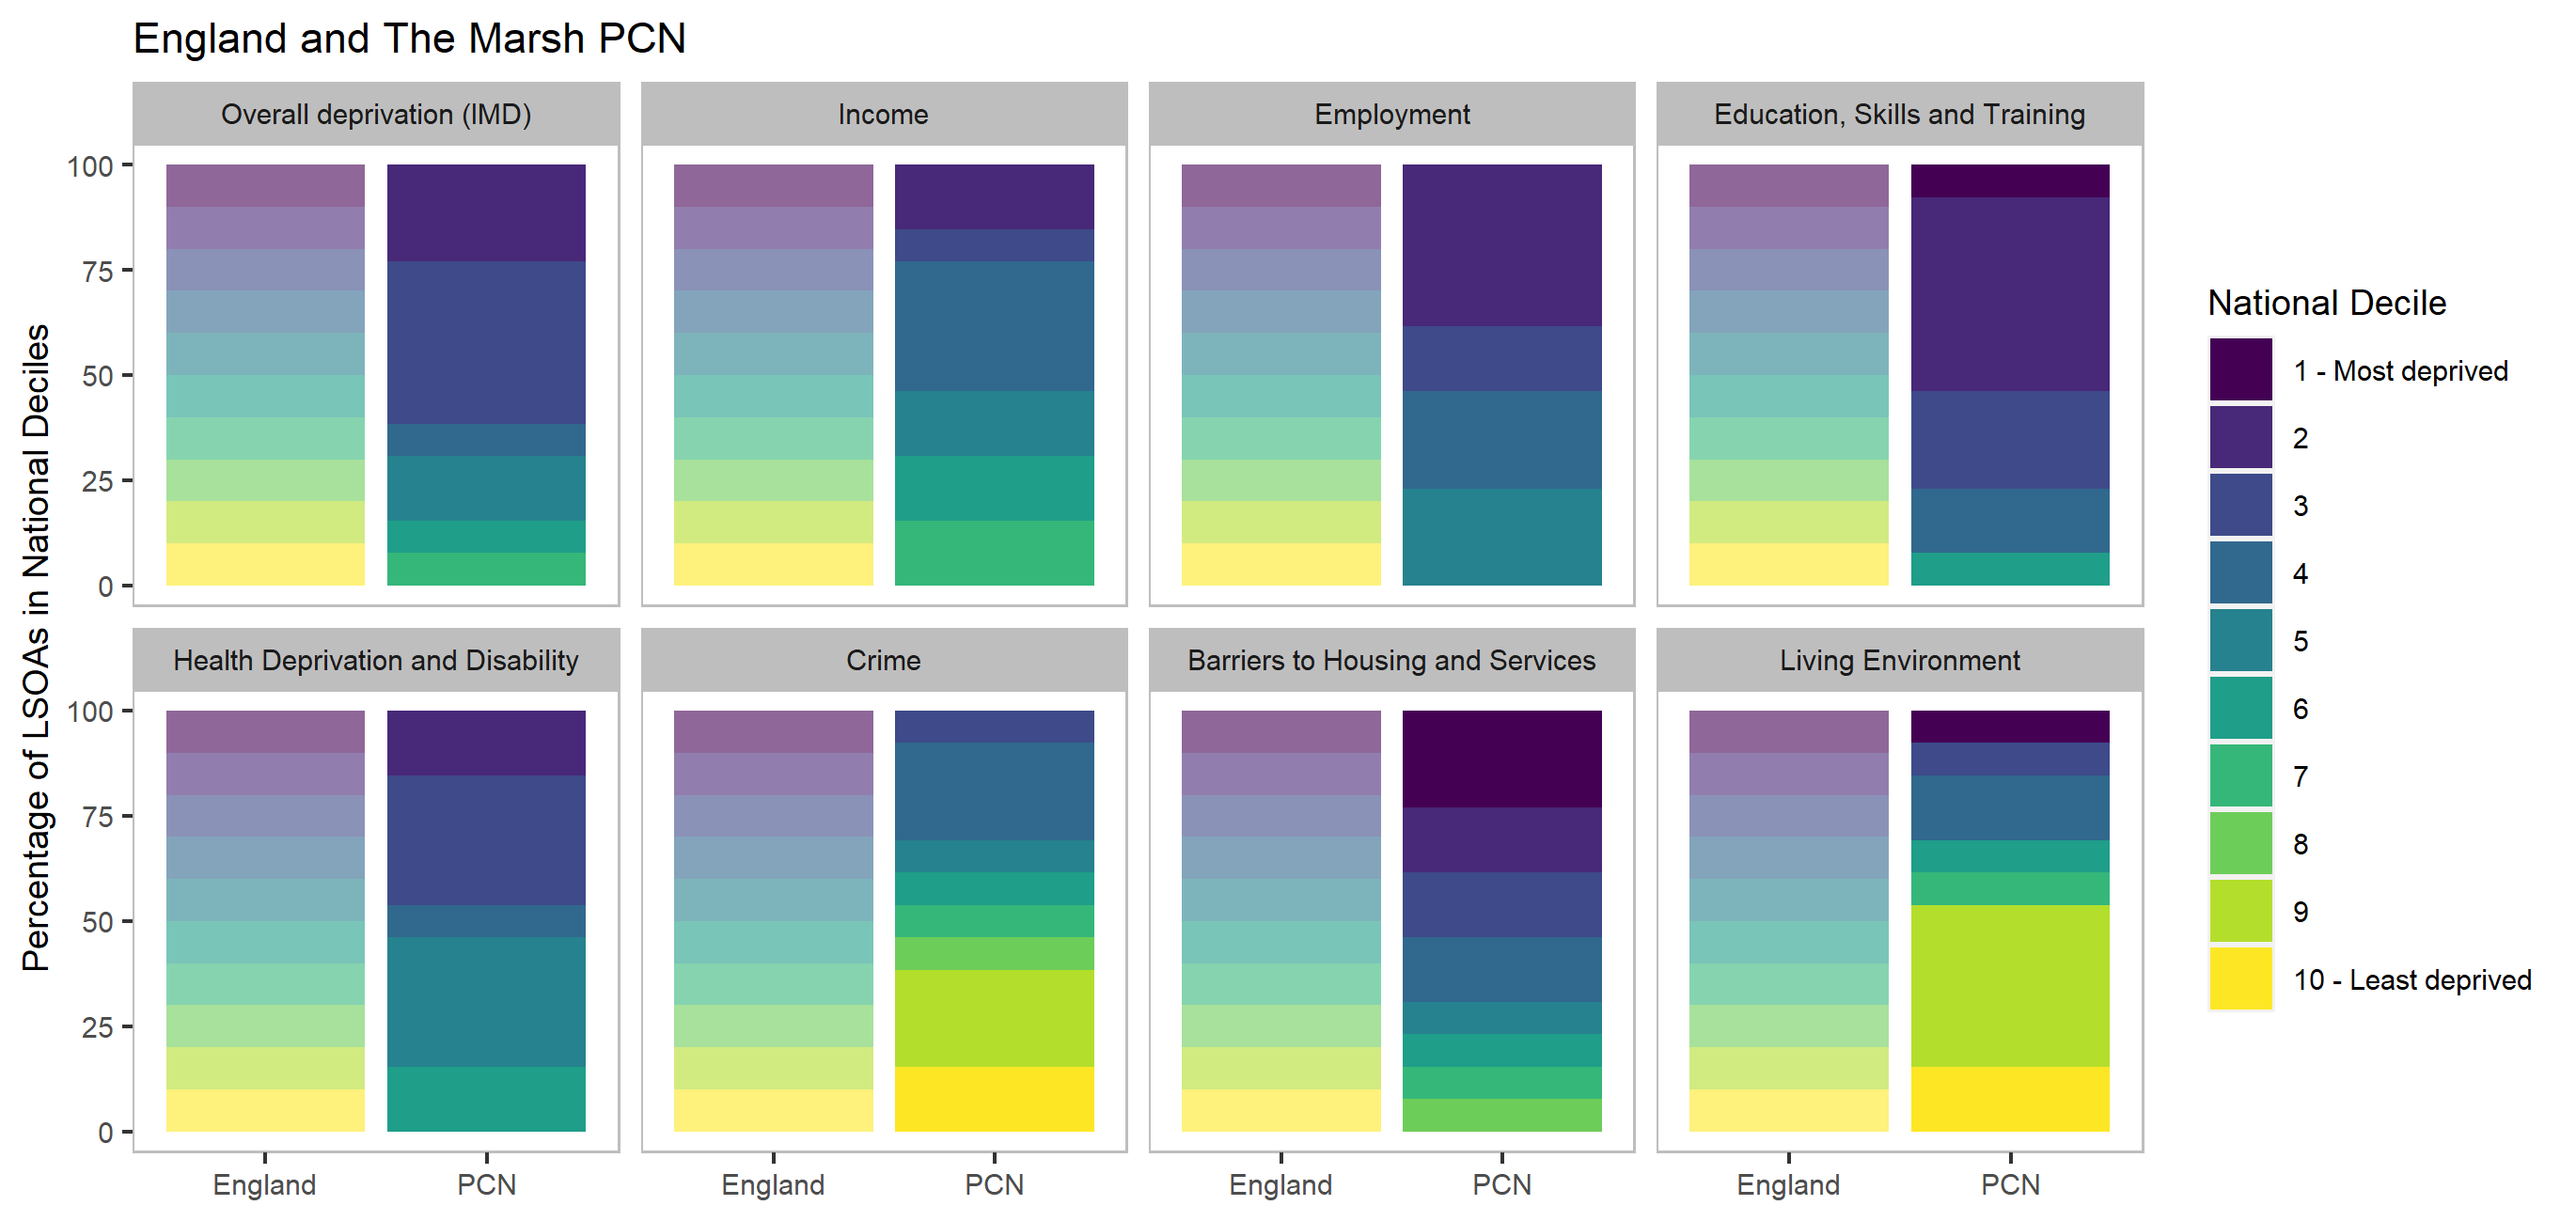 England and The Marsh PCN
Overall deprivation (IMD)
Income
Employment
Education, Skills and Training
100
75
50
25
0
Health Deprivation and Disability
Crime
Barriers to Housing and Services
Living Environment
100
75
50
25
0
England
PCN
England
PCN
England
PCN
England
PCN
Percentage of LSOAs in National Deciles
National Decile
1 - Most deprived
2
3
4
5
6
7
8
9
10 - Least deprived